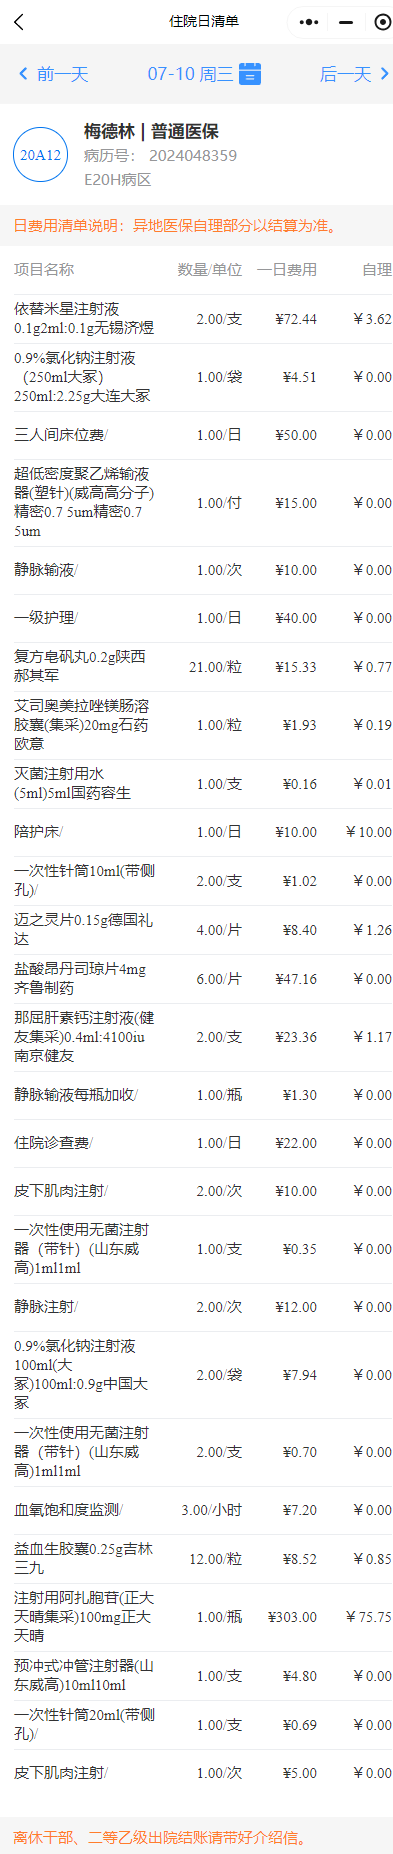 住院日清单
前一天 07-10 周三 后一天
20A12
梅德林 | 普通医保
病历号： 2024048359
E20H病区
日费用清单说明：异地医保自理部分以结算为准。
项目名称 数量/单位 一日费用 自理
依替米星注射液
0.1g2ml:0.1g无锡济煜 2.00/支 ¥72.44 ￥3.62
0.9%氯化钠注射液
（250ml大冢）
250ml:2.25g大连大冢 1.00/袋 ¥4.51 ￥0.00
三人间床位费/ 1.00/日 ¥50.00 ￥0.00
超低密度聚乙烯输液
器(塑针)(威高高分子)
精密0.7 5um精密0.7
5um 1.00/付 ¥15.00 ￥0.00
静脉输液/ 1.00/次 ¥10.00 ￥0.00
一级护理/ 1.00/日 ¥40.00 ￥0.00
复方皂矾丸0.2g陕西
郝其军 21.00/粒 ¥15.33 ￥0.77
艾司奥美拉唑镁肠溶
胶囊(集采)20mg石药
欧意 1.00/粒 ¥1.93 ￥0.19
灭菌注射用水
(5ml)5ml国药容生 1.00/支 ¥0.16 ￥0.01
陪护床/ 1.00/日 ¥10.00 ￥10.00
一次性针筒10ml(带侧
孔)/ 2.00/支 ¥1.02 ￥0.00
迈之灵片0.15g德国礼
达 4.00/片 ¥8.40 ￥1.26
盐酸昂丹司琼片4mg
齐鲁制药 6.00/片 ¥47.16 ￥0.00
那屈肝素钙注射液(健
友集采)0.4ml:4100iu
南京健友 2.00/支 ¥23.36 ￥1.17
静脉输液每瓶加收/ 1.00/瓶 ¥1.30 ￥0.00
住院诊查费/ 1.00/日 ¥22.00 ￥0.00
皮下肌肉注射/ 2.00/次 ¥10.00 ￥0.00
一次性使用无菌注射
器（带针）(山东威
高)1ml1ml 1.00/支 ¥0.35 ￥0.00
静脉注射/ 2.00/次 ¥12.00 ￥0.00
0.9%氯化钠注射液
100ml(大
冢)100ml:0.9g中国大
冢 2.00/袋 ¥7.94 ￥0.00
一次性使用无菌注射
器（带针）(山东威
高)1ml1ml 2.00/支 ¥0.70 ￥0.00
血氧饱和度监测/ 3.00/小时 ¥7.20 ￥0.00
益血生胶囊0.25g吉林
三九 12.00/粒 ¥8.52 ￥0.85
注射用阿扎胞苷(正大
天晴集采)100mg正大
天晴 1.00/瓶 ¥303.00 ￥75.75
预冲式冲管注射器(山
东威高)10ml10ml 1.00/支 ¥4.80 ￥0.00
一次性针筒20ml(带侧
孔)/ 1.00/支 ¥0.69 ￥0.00
皮下肌肉注射/ 1.00/次 ¥5.00 ￥0.00
离休干部、二等乙级出院结账请带好介绍信。